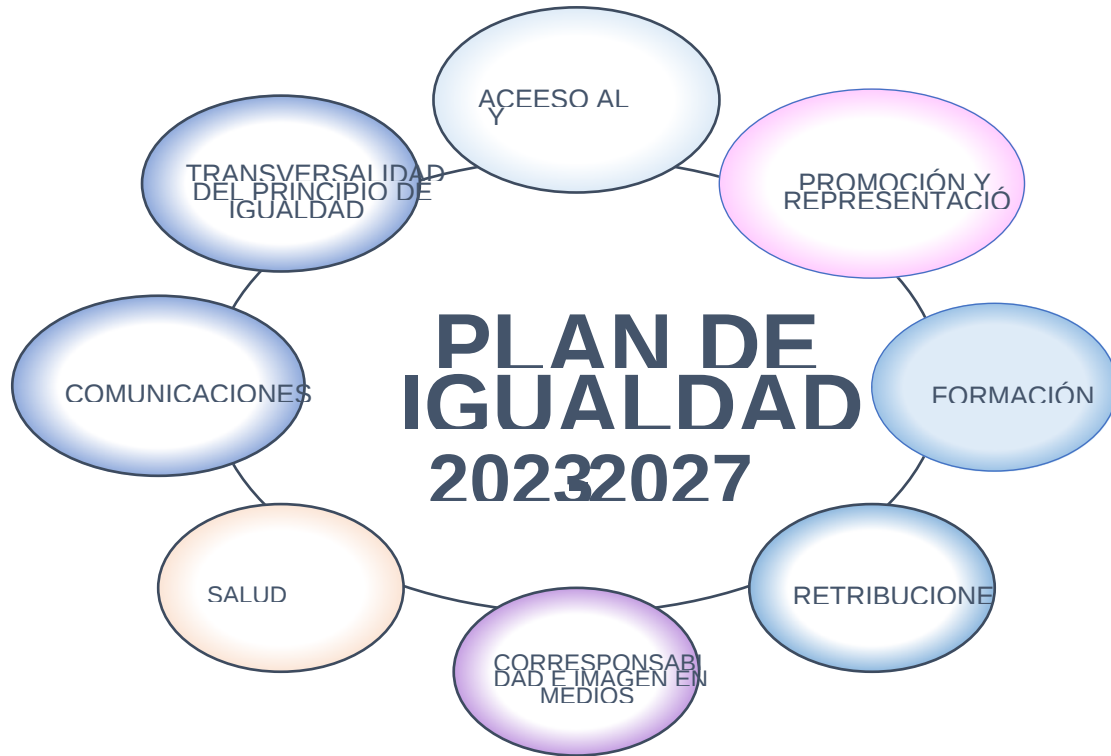 ACEESO AL
Y
PROMOCIÓN Y
REPRESENTACIÓ
TRANSVERSALIDAD
DEL PRINCIPIO DE
IGUALDAD
PLAN DE
IGUALDAD
2023-2027
COMUNICACIONES
FORMACIÓN
SALUD
RETRIBUCIONE
CORRESPONSABI
DAD E IMAGEN EN
MEDIOS